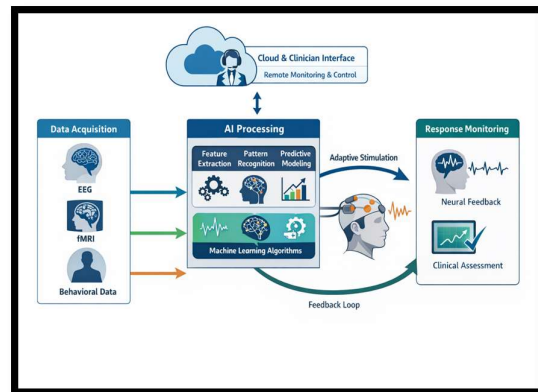 Cloud & Clinician Interface
Remote Monitoring & Control
Data Acquisition
EEG
fMRI
Behavioral Data
AI Processing
Feature Extraction
Pattern Recognition
Predictive Modeling
Machine Learning Algorithms
Adaptive Stimulation
Feedback Loop
Response Monitoring
Neural Feedback
Clinical Assessment